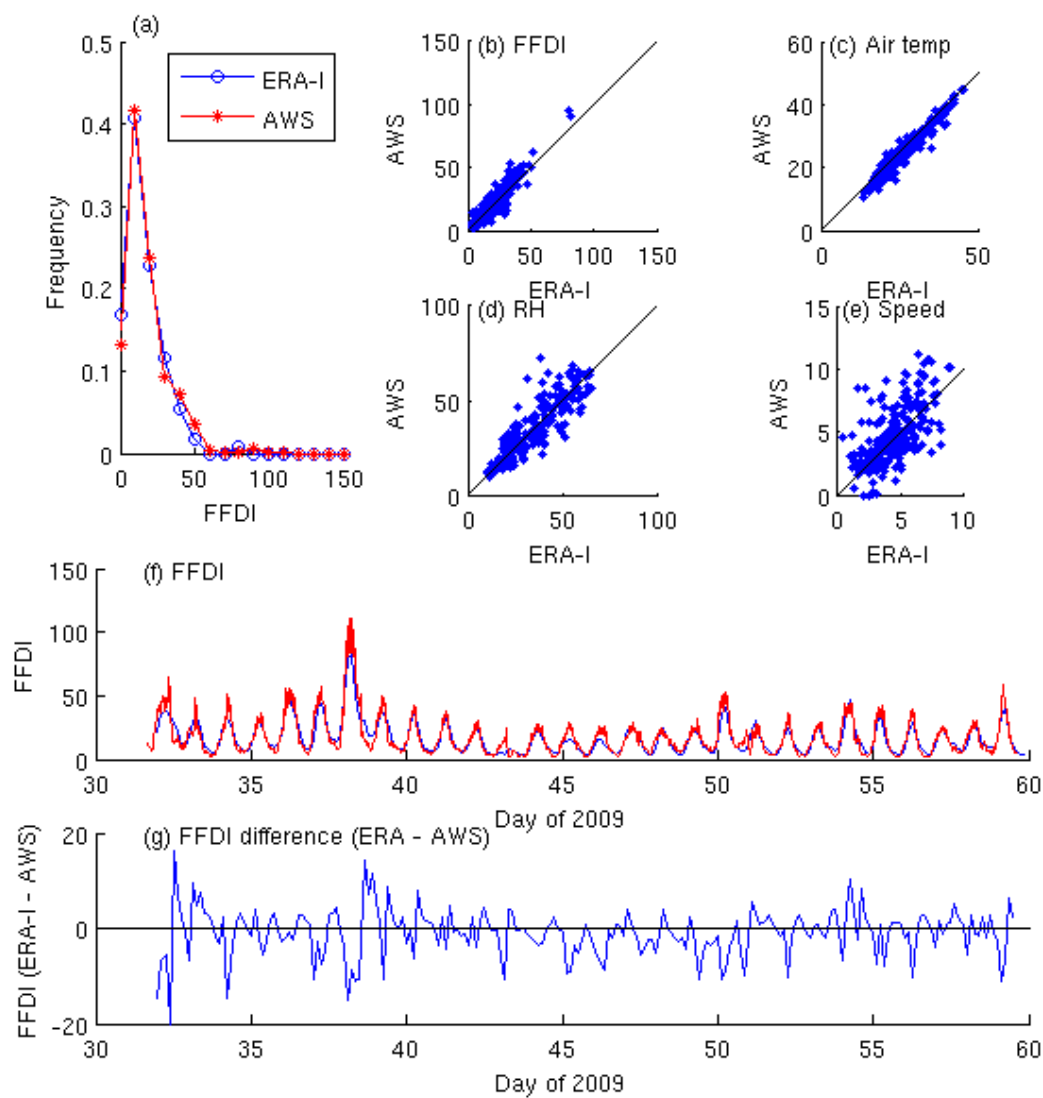 (a)
0.5
0.4
0.3
0.2
0.1
0
Frequency
ERA-I
AWS
0 50 100 150
FFDI
(b) FFDI
150
100
50
0
AWS
0 50 100 150
ERA-I
(c) Air temp
60
40
20
0
AWS
0 50
ERA-I
(d) RH
100
50
0
AWS
0 50 100
ERA-I
(e) Speed
15
10
5
0
AWS
0 5 10
ERA-I
(f) FFDI
150
100
50
0
FFDI
30 35 40 45 50 55 60
Day of 2009
(g) FFDI difference (ERA - AWS)
20
0
-20
FFDI (ERA-I - AWS)
30 35 40 45 50 55 60
Day of 2009